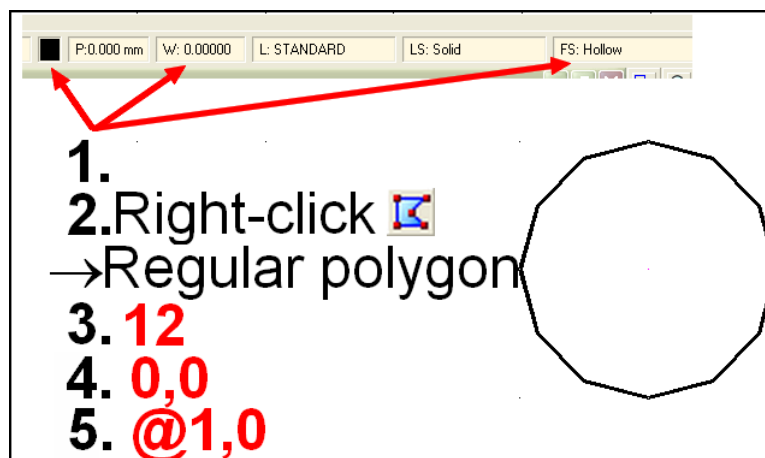 P:0.000 mm W: 0.00000 L: STANDARD LS: Solid FS: Hollow
1.
2.Right-click
→Regular polygon
3. 12
4. 0,0
5. @1,0